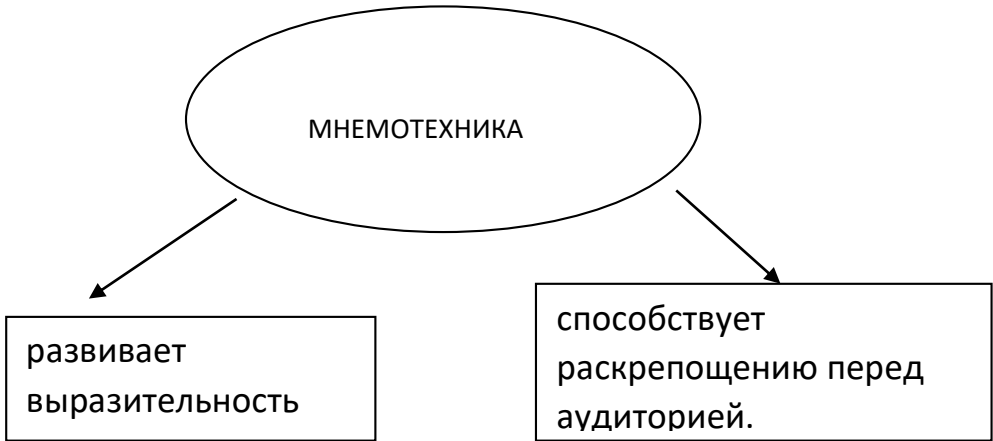 МНЕМОТЕХНИКА
развивает
выразительность
способствует
раскрепощению перед
аудиторией.